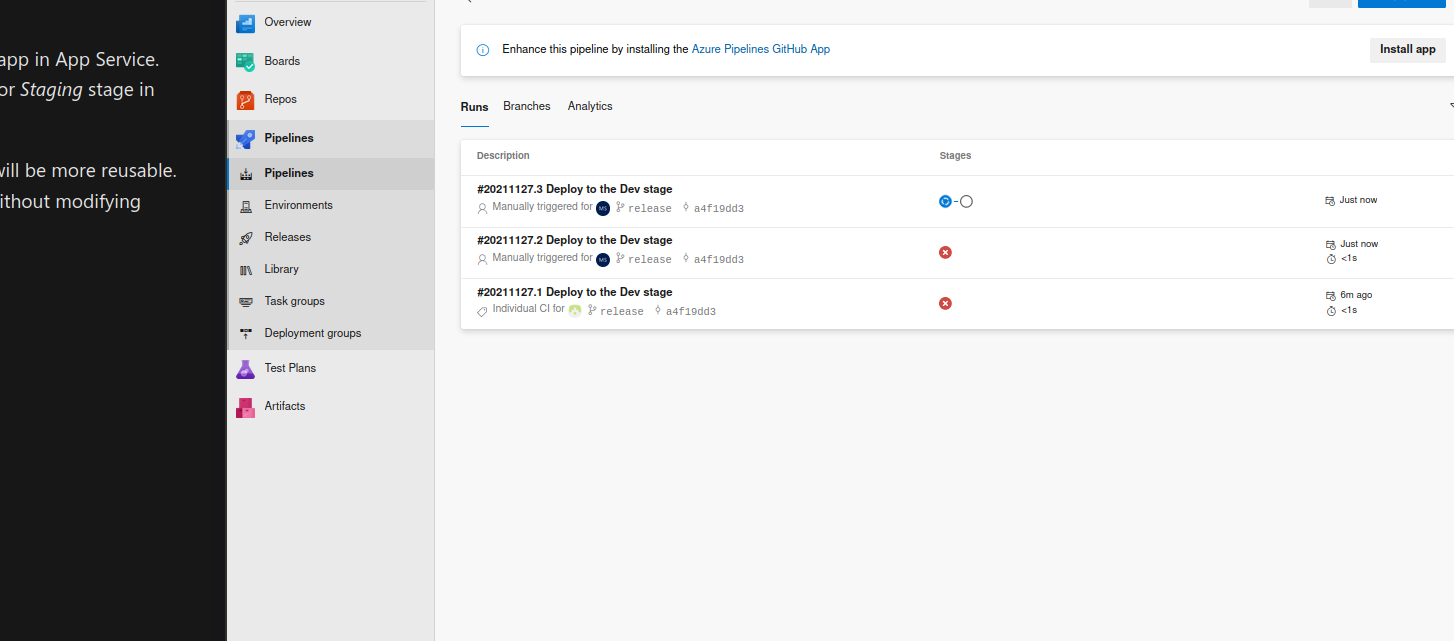 app in App Service.
or Staging stage in
will be more reusable.
ithout modifying
Overview
Boards
Repos
Pipelines
Pipelines
Environments
Releases
Library
Task groups
Deployment groups
Test Plans
Artifacts
Enhance this pipeline by installing the Azure Pipelines GitHub App
Install app
Runs Branches Analytics
Description Stages
#20211127.3 Deploy to the Dev stage
Manually triggered for MS release a4f19dd3
Just now
#20211127.2 Deploy to the Dev stage
Manually triggered for MS release a4f19dd3
Just now
<1s
#20211127.1 Deploy to the Dev stage
Individual CI for release a4f19dd3
6m ago
<1s